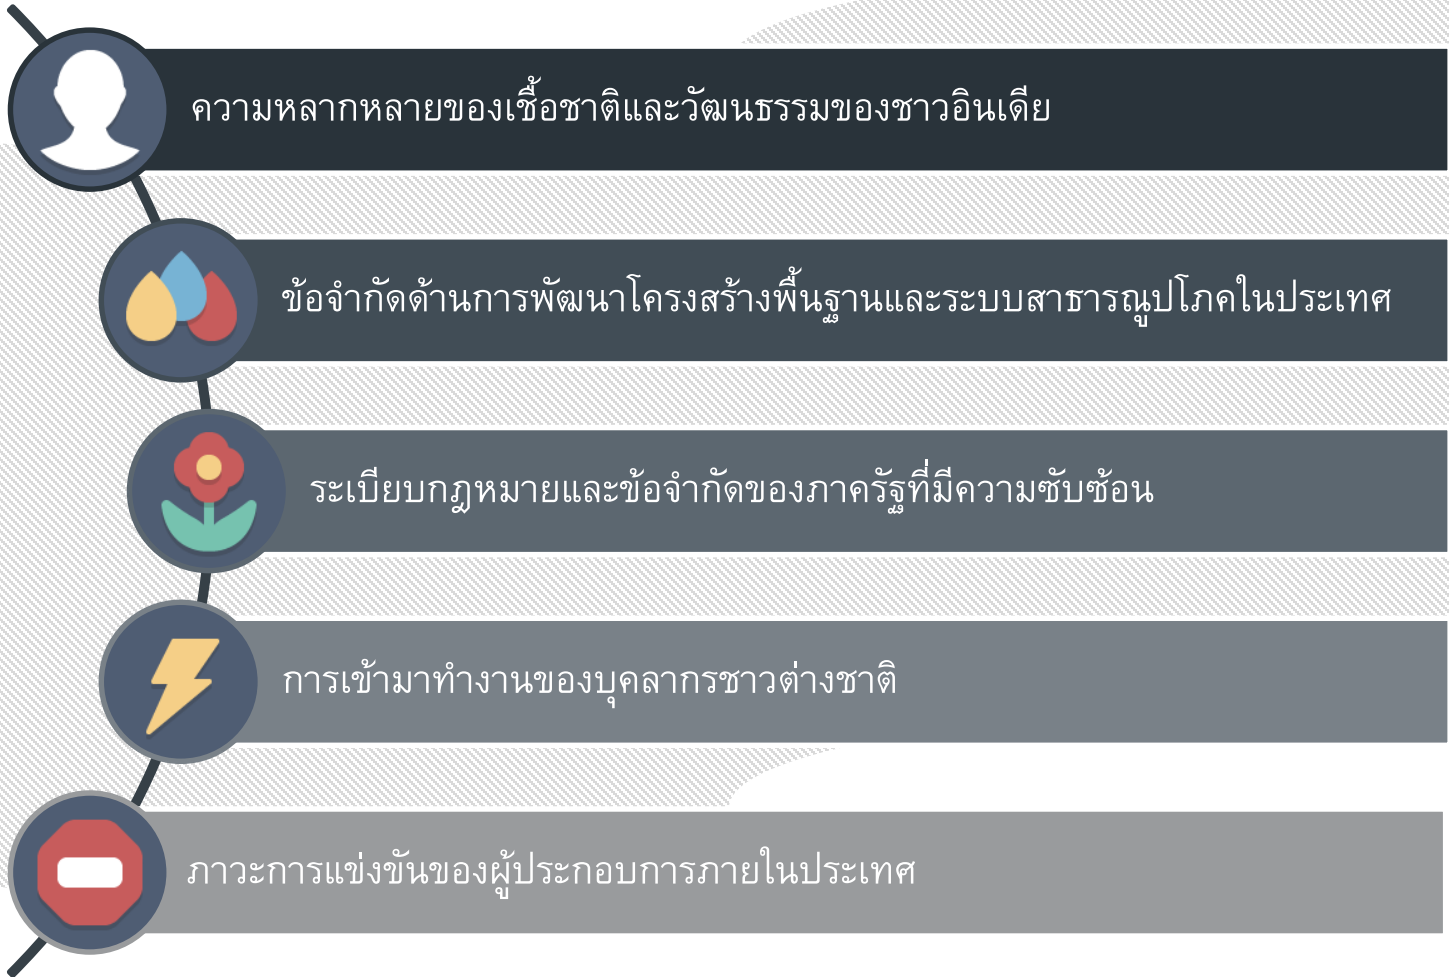 ความหลากหลายของเชื้อชาติและวัฒนธรรมของชาวอินเดีย
ข้อจำกัดด้านการพัฒนาโครงสร้างพื้นฐานและระบบสาธารณูปโภคในประเทศ
ระเบียบกฎหมายและข้อจำกัดของภาครัฐที่มีความซับซ้อน
การเข้ามาทำงานของบุคลากรชาวต่างชาติ
ภาวะการแข่งขันของผู้ประกอบการภายในประเทศ